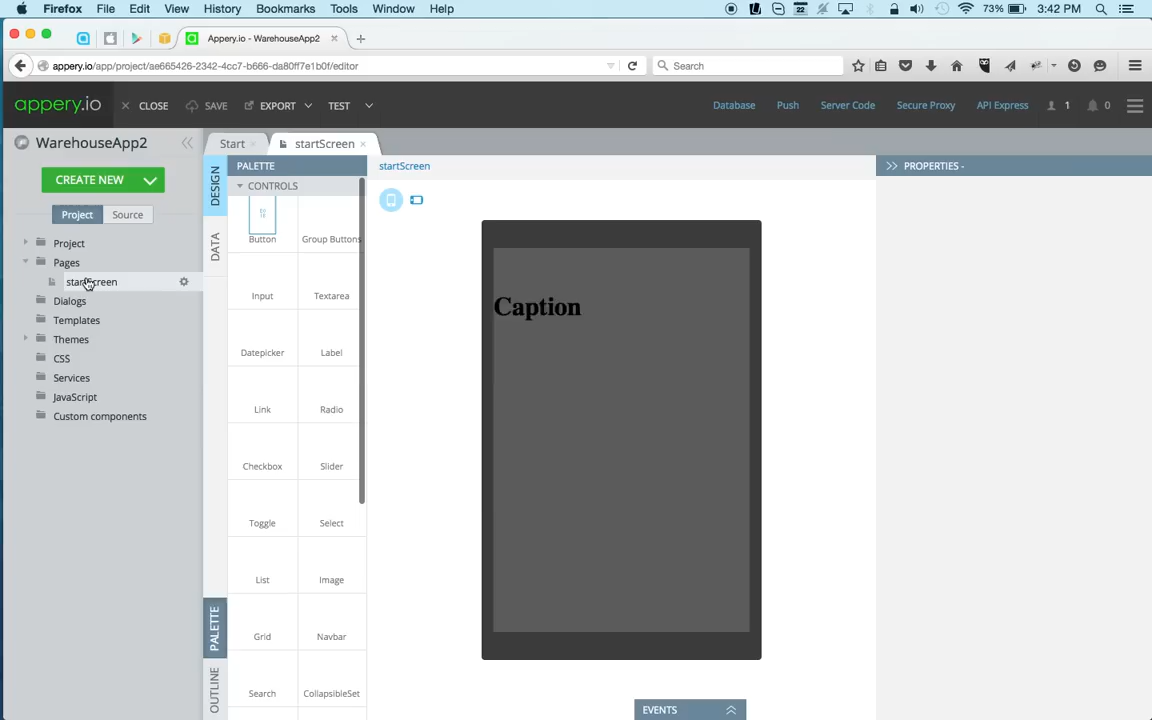 Firefox File Edit View History Bookmarks Tools Window Help 22 73% 3:42 PM
Appery.io - WarehouseApp2
appery.io/app/project/ae665426-2342-4cc7-b666-da80ff7e1b0f/editor Search
appery.io CLOSE SAVE EXPORT TEST Database Push Server Code Secure Proxy API Express 1 0
WarehouseApp2 Start startScreen
CREATE NEW
Project Source
Project
Pages
startScreen
Dialogs
Templates
Themes
CSS
Services
JavaScript
Custom components
DESIGN
DATA
PALETTE
OUTLINE
PALETTE
CONTROLS
Button Group Buttons
Input Textarea
Datepicker Label
Link Radio
Checkbox Slider
Toggle Select
List Image
Grid Navbar
Search CollapsibleSet
startScreen
Caption
EVENTS
PROPERTIES -